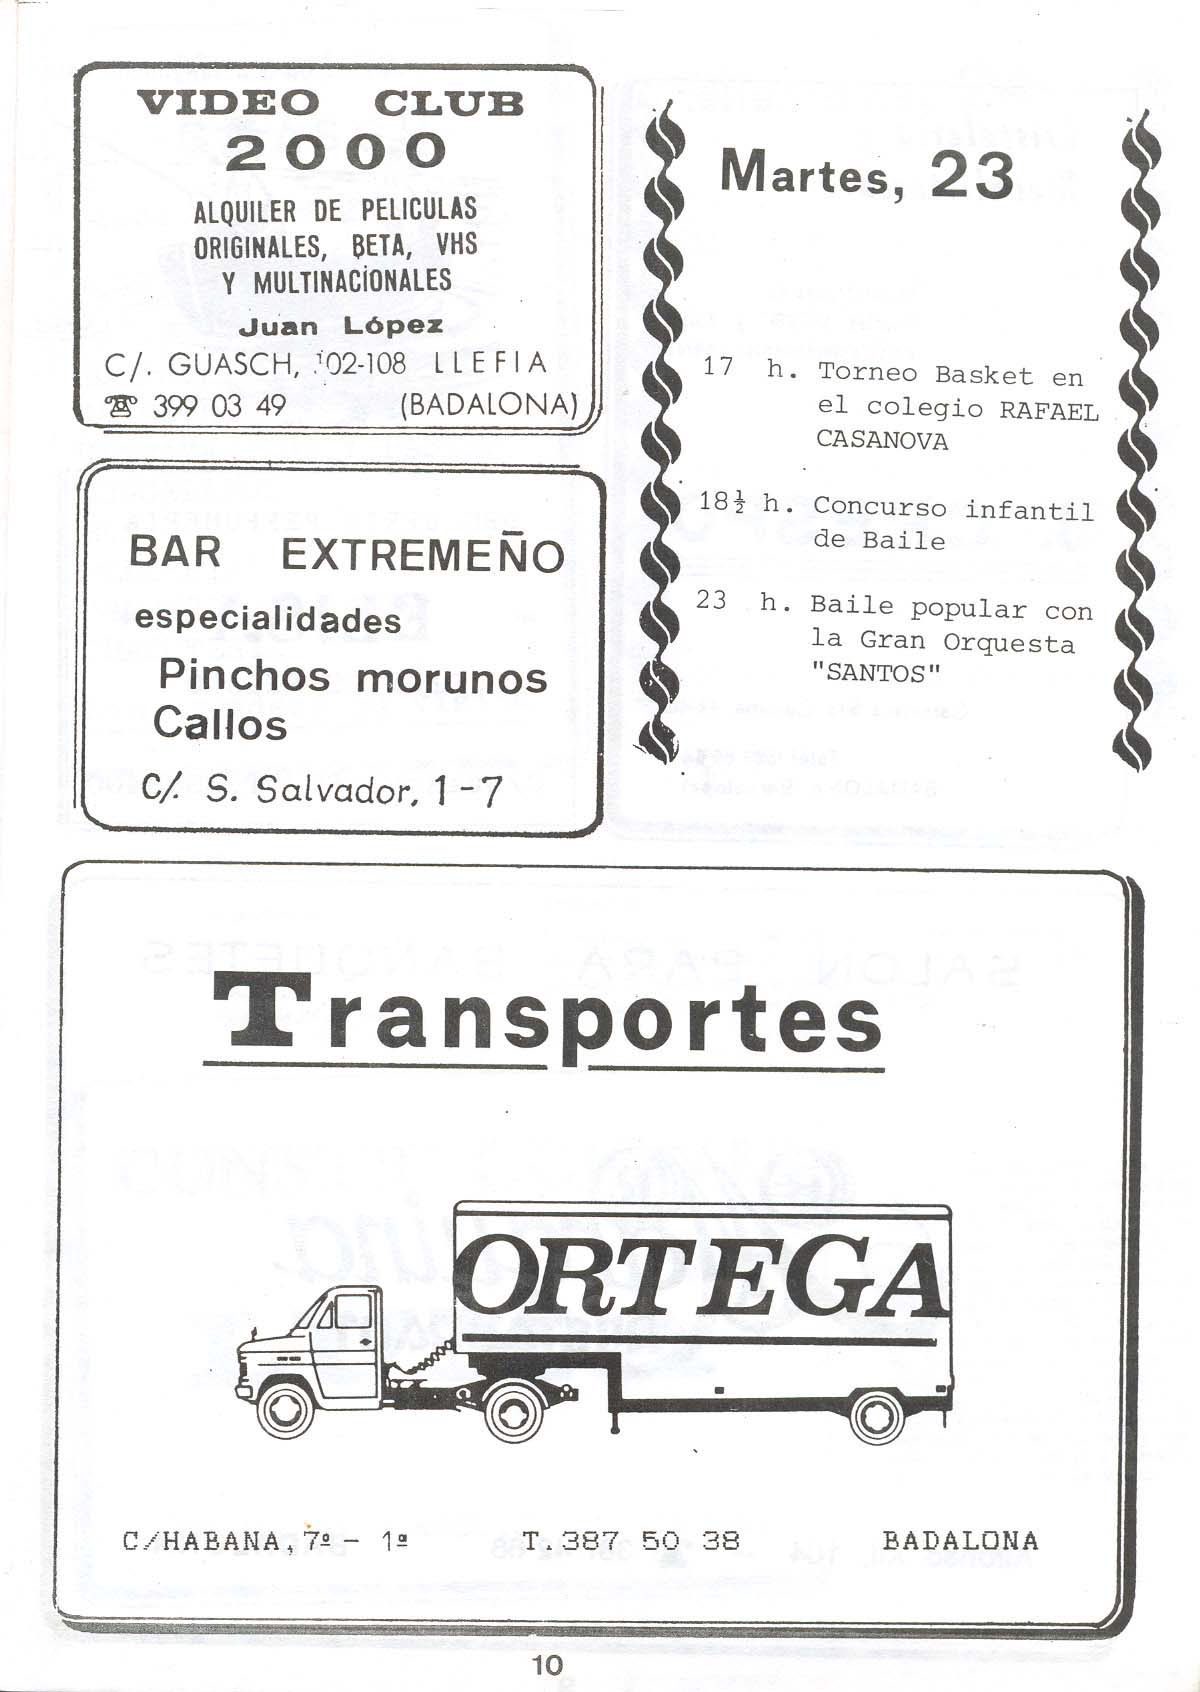 VIDEO CLUB
2000
ALQUILER DE PELICULAS
ORIGINALES, BETA, VHS
Y MULTINACIONALES
Juan López
C/. GUASCH, 102-108 LLEFIA
☎ 399 03 49 (BADALONA)
BAR EXTREMEÑO
especialidades
Pinchos morunos
Callos
C/. S. Salvador, 1-7
Martes, 23
17 h. Torneo Basket en
el colegio RAFAEL
CASANOVA
18½ h. Concurso infantil
de Baile
23 h. Baile popular con
la Gran Orquesta
"SANTOS"
Transportes
ORTEGA
C/HABANA, 7º - 1ª T. 387 50 38 BADALONA
10